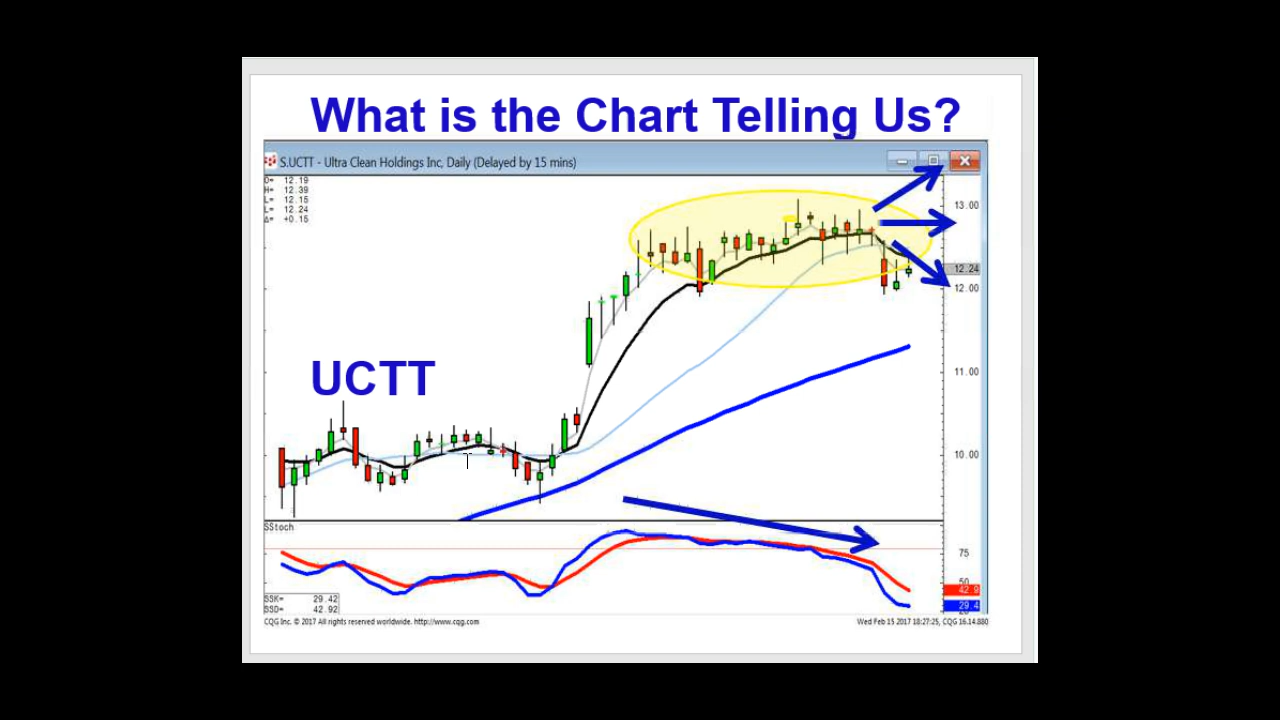 What is the Chart Telling Us?
S.UCTT - Ultra Clean Holdings Inc, Daily (Delayed by 15 mins)
O= 12.19
H= 12.39
L= 12.15
L= 12.24
Δ= +0.15
13.00
12.24
12.00
11.00
10.00
UCTT
SStoch
75
50
42.9
29.4
SSK= 29.42
SSD= 42.92
CQG Inc. © 2017 All rights reserved worldwide. http://www.cqg.com
Wed Feb 15 2017 18:27:25, CQG 16.14.880